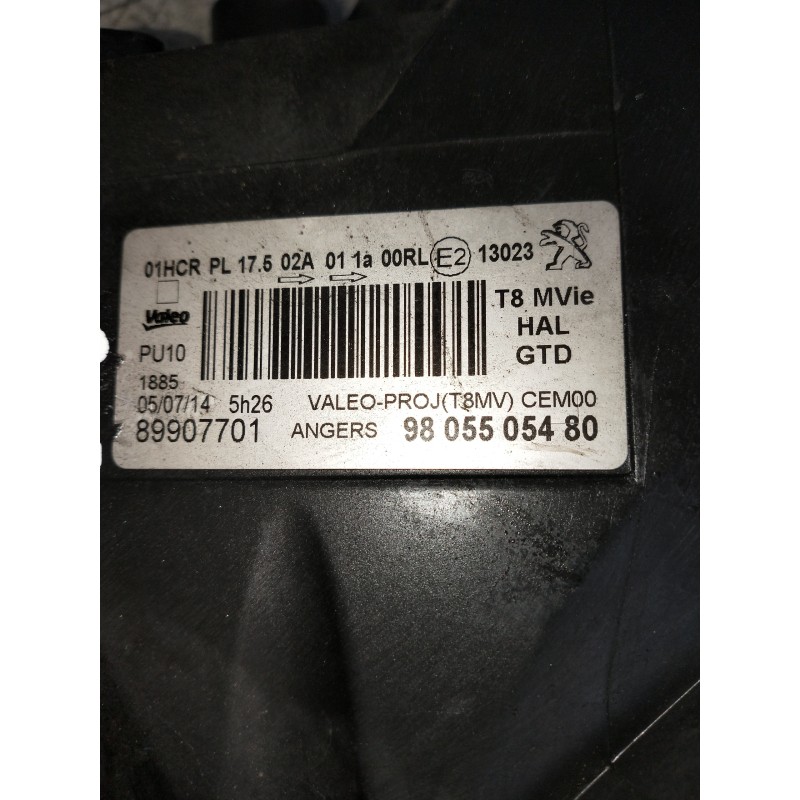 01HCR PL 17.5 02A 01 1a 00RL E2 13023
Valeo
T8 MVie
HAL
GTD
PU10
1885
05/07/14 5h26 VALEO-PROJ(T8MV) CEM00
89907701 ANGERS 98 055 054 80